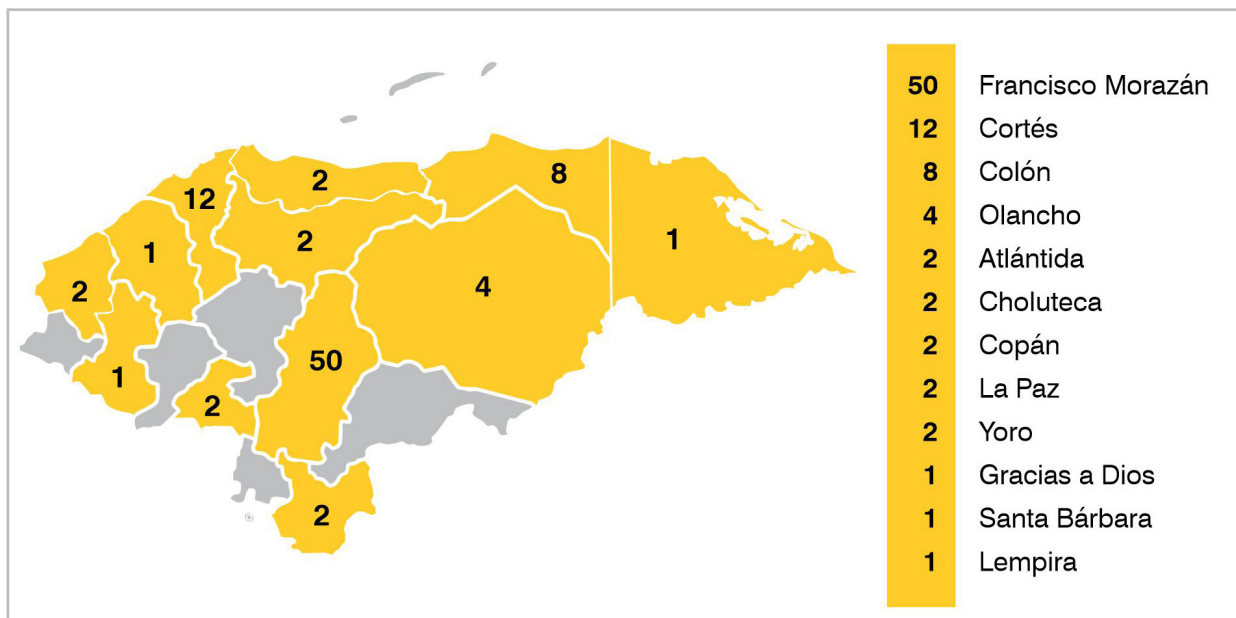 2
8
12
2
1
1
2
4
50
1
2
2
50 Francisco Morazán
12 Cortés
8 Colón
4 Olancho
2 Atlántida
2 Choluteca
2 Copán
2 La Paz
2 Yoro
1 Gracias a Dios
1 Santa Bárbara
1 Lempira